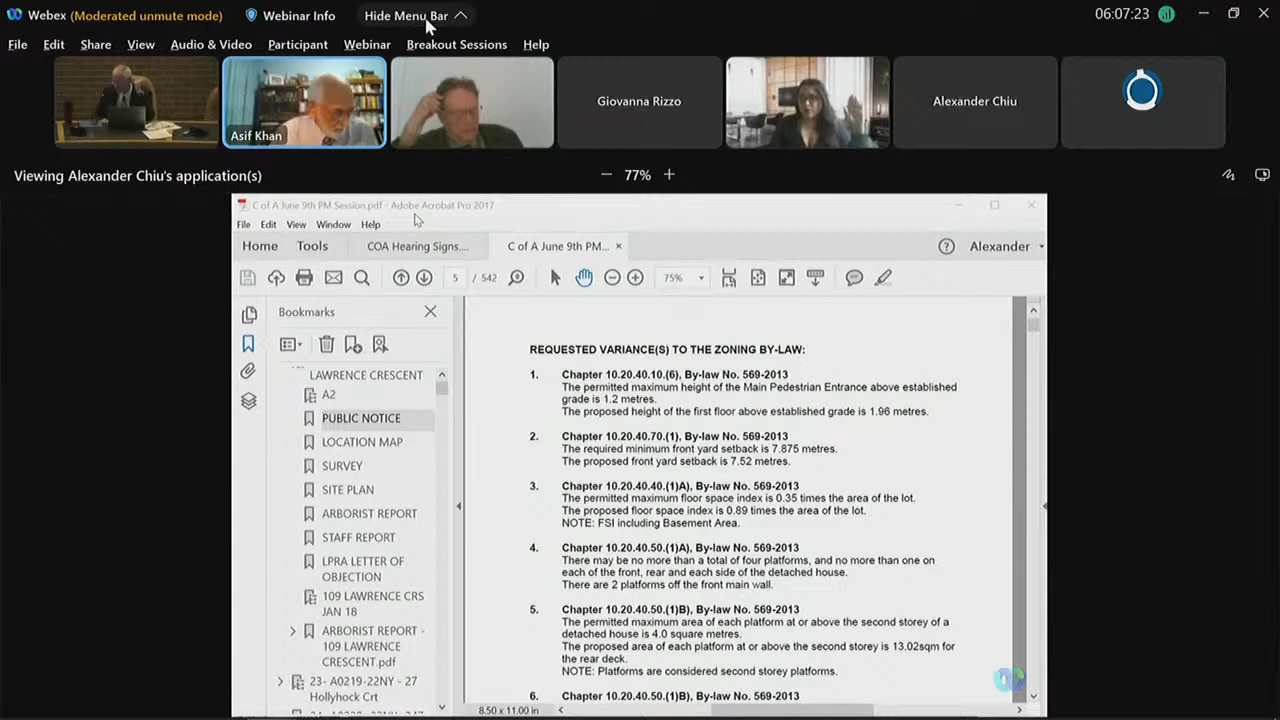 Webex (Moderated unmute mode) Webinar Info Hide Menu Bar 06:07:23
File Edit Share View Audio & Video Participant Webinar Breakout Sessions Help
Asif Khan
Giovanna Rizzo
Alexander Chiu
Viewing Alexander Chiu's application(s) 77%
C of A June 9th PM Session.pdf - Adobe Acrobat Pro 2017
File Edit View Window Help
Home Tools COA Hearing Signs.... C of A June 9th PM... × Alexander
5 / 542 75%
Bookmarks
LAWRENCE CRESCENT
A2
PUBLIC NOTICE
LOCATION MAP
SURVEY
SITE PLAN
ARBORIST REPORT
STAFF REPORT
LPRA LETTER OF
OBJECTION
109 LAWRENCE CRS
JAN 18
ARBORIST REPORT -
109 LAWRENCE
CRESCENT.pdf
23- A0219-22NY - 27
Hollyhock Crt
REQUESTED VARIANCE(S) TO THE ZONING BY-LAW:
1. Chapter 10.20.40.10.(6), By-law No. 569-2013
The permitted maximum height of the Main Pedestrian Entrance above established
grade is 1.2 metres.
The proposed height of the first floor above established grade is 1.96 metres.
2. Chapter 10.20.40.70.(1), By-law No. 569-2013
The required minimum front yard setback is 7.875 metres.
The proposed front yard setback is 7.52 metres.
3. Chapter 10.20.40.40.(1)A), By-law No. 569-2013
The permitted maximum floor space index is 0.35 times the area of the lot.
The proposed floor space index is 0.89 times the area of the lot.
NOTE: FSI including Basement Area.
4. Chapter 10.20.40.50.(1)A), By-law No. 569-2013
There may be no more than a total of four platforms, and no more than one on
each of the front, rear and each side of the detached house.
There are 2 platforms off the front main wall.
5. Chapter 10.20.40.50.(1)B), By-law No. 569-2013
The permitted maximum area of each platform at or above the second storey of a
detached house is 4.0 square metres.
The proposed area of each platform at or above the second storey is 13.02sqm for
the rear deck.
NOTE: Platforms are considered second storey platforms.
6. Chapter 10.20.40.50.(1)B), By-law No. 569-2013
8.50 x 11.00 in